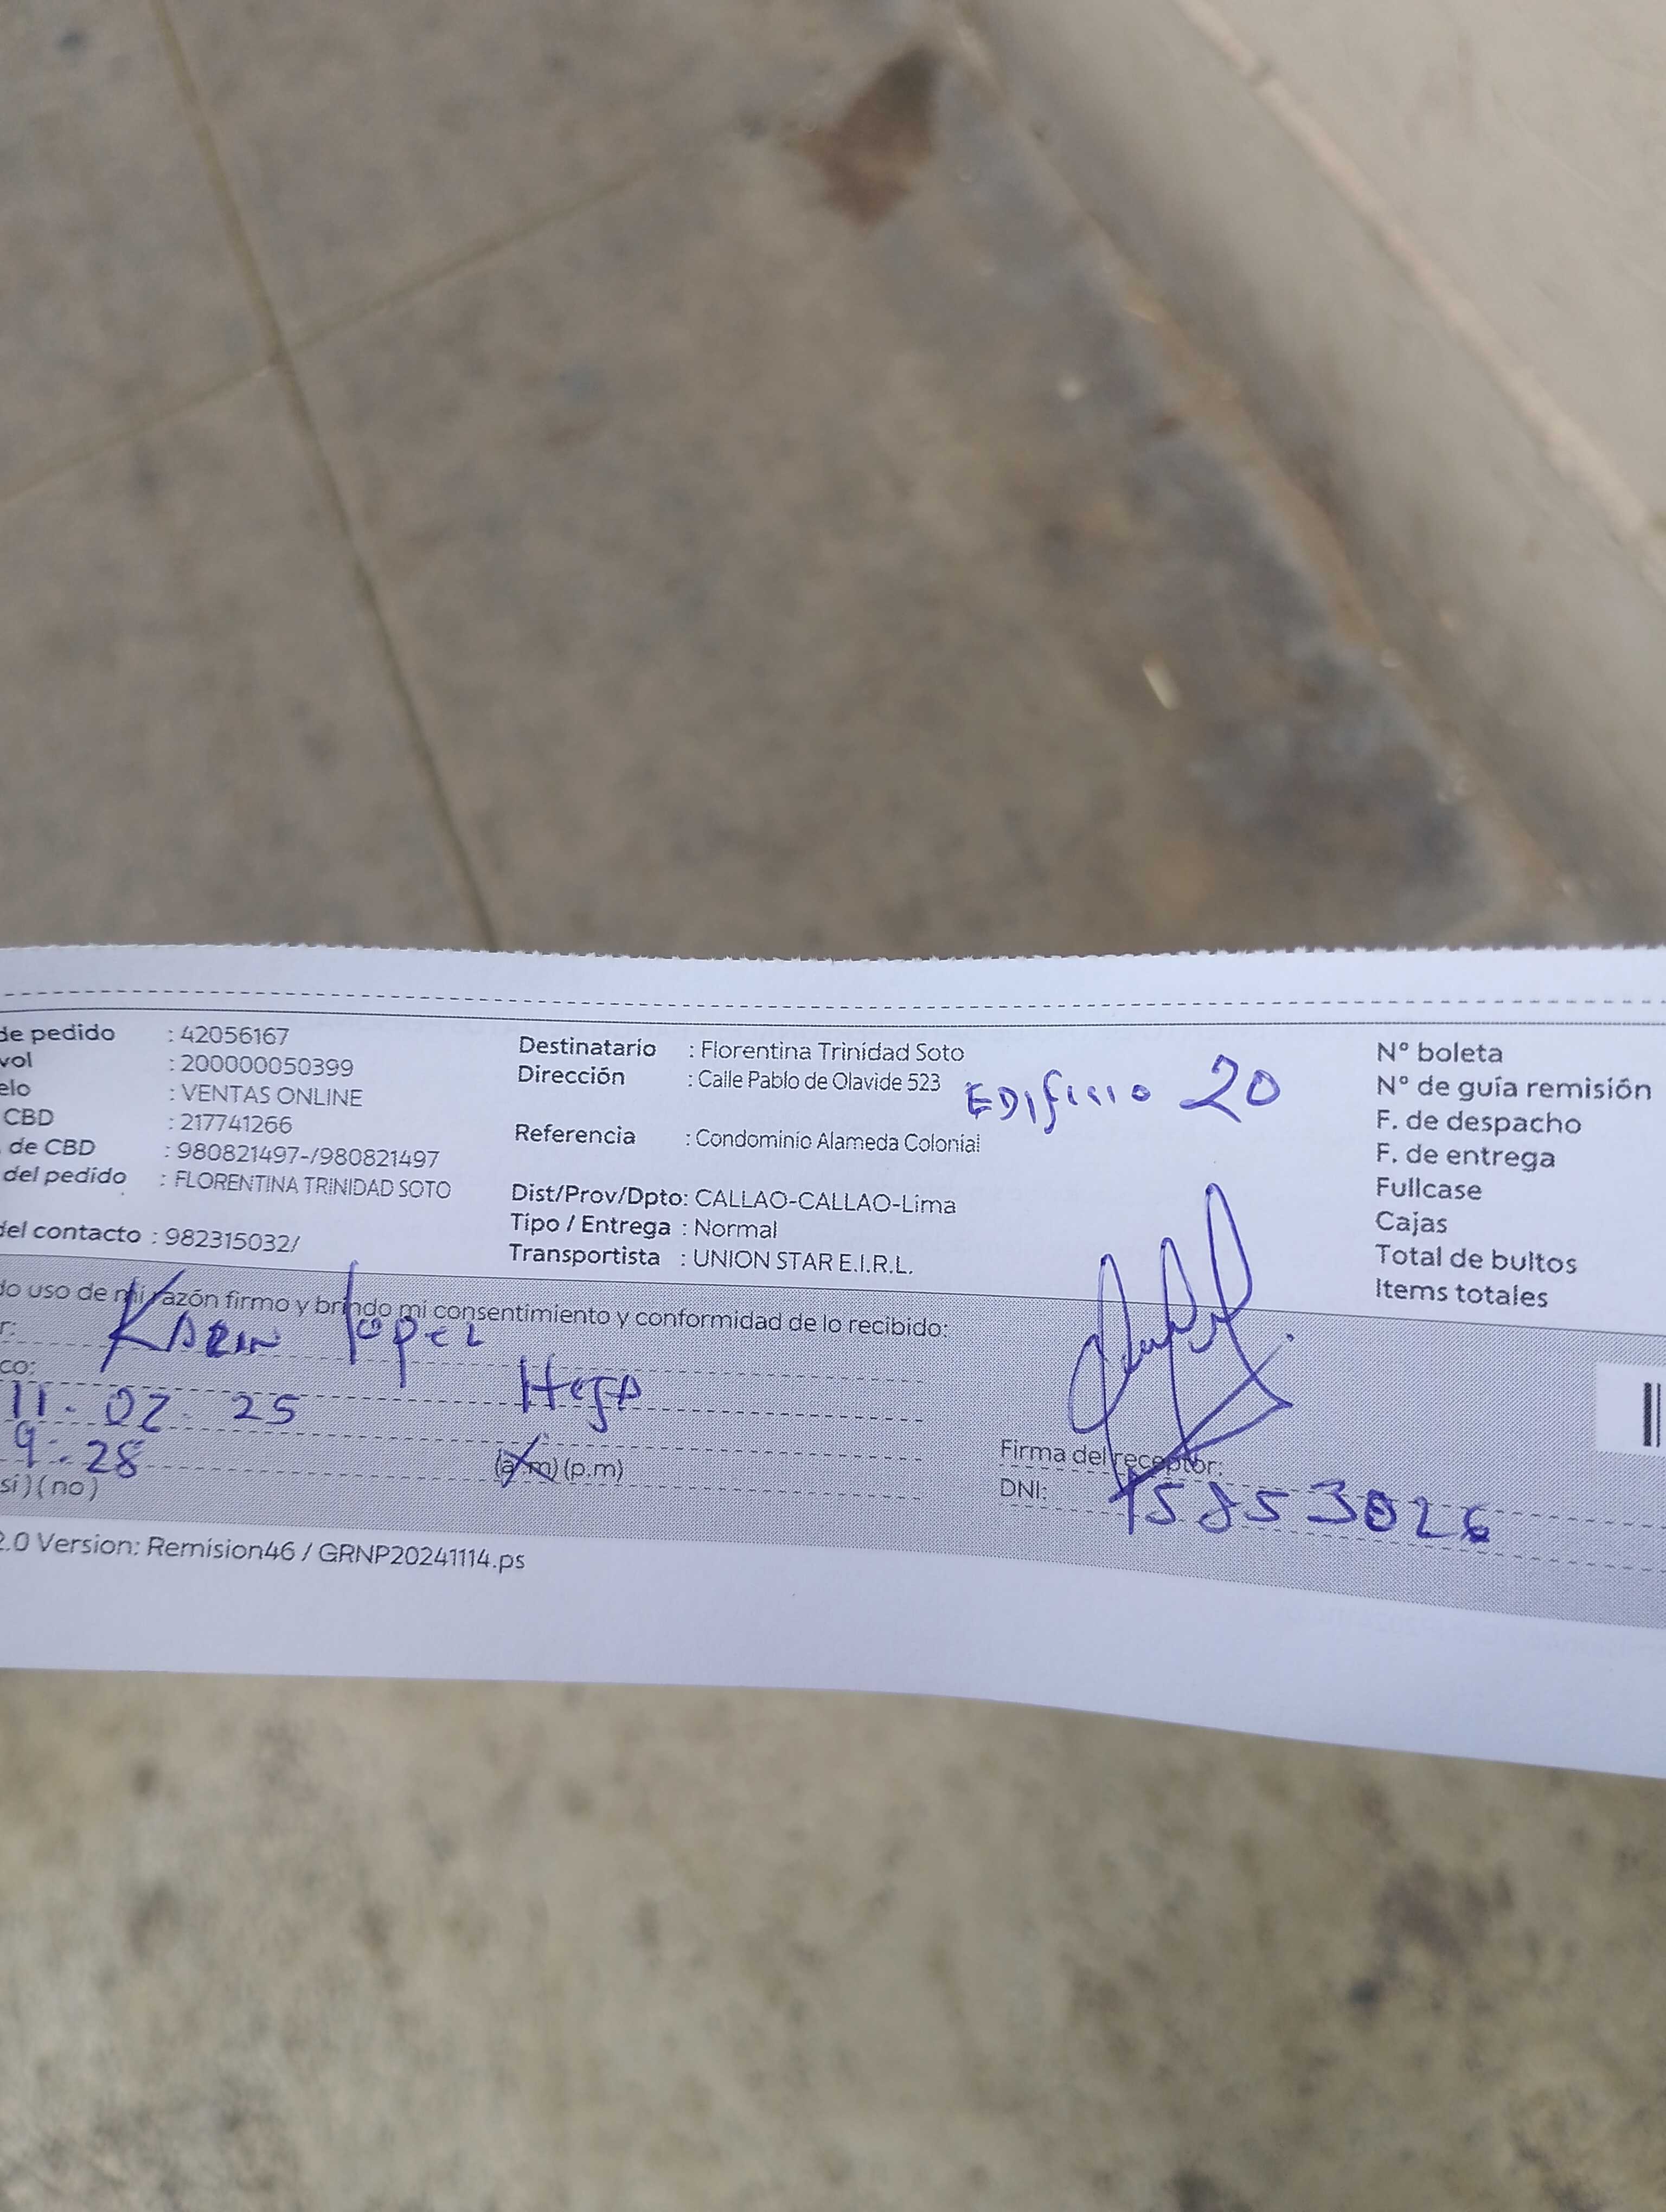 de pedido : 42056167
vol : 200000050399
elo : VENTAS ONLINE
CBD : 217741266
de CBD : 980821497-/980821497
del pedido : FLORENTINA TRINIDAD SOTO
del contacto : 982315032/
Destinatario : Florentina Trinidad Soto
Dirección : Calle Pablo de Olavide 523 EDIFICIO 20
Referencia : Condominio Alameda Colonial
Dist/Prov/Dpto: CALLAO-CALLAO-Lima
Tipo / Entrega : Normal
Transportista : UNION STAR E.I.R.L.
N° boleta
N° de guía remisión
F. de despacho
F. de entrega
Fullcase
Cajas
Total de bultos
Items totales
do uso de mi razón firmo y brindo mi consentimiento y conformidad de lo recibido:
r: KAREN lopez
co: HIJA
11. 02. 25
9:28 (a.m) (p.m)
si) (no)
Firma del receptor:
DNI:
2.0 Version: Remision46 / GRNP20241114.ps